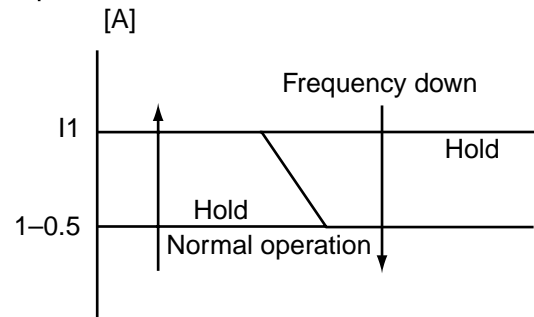 [A]
Frequency down
I1
Hold
Hold
1–0.5
Normal operation